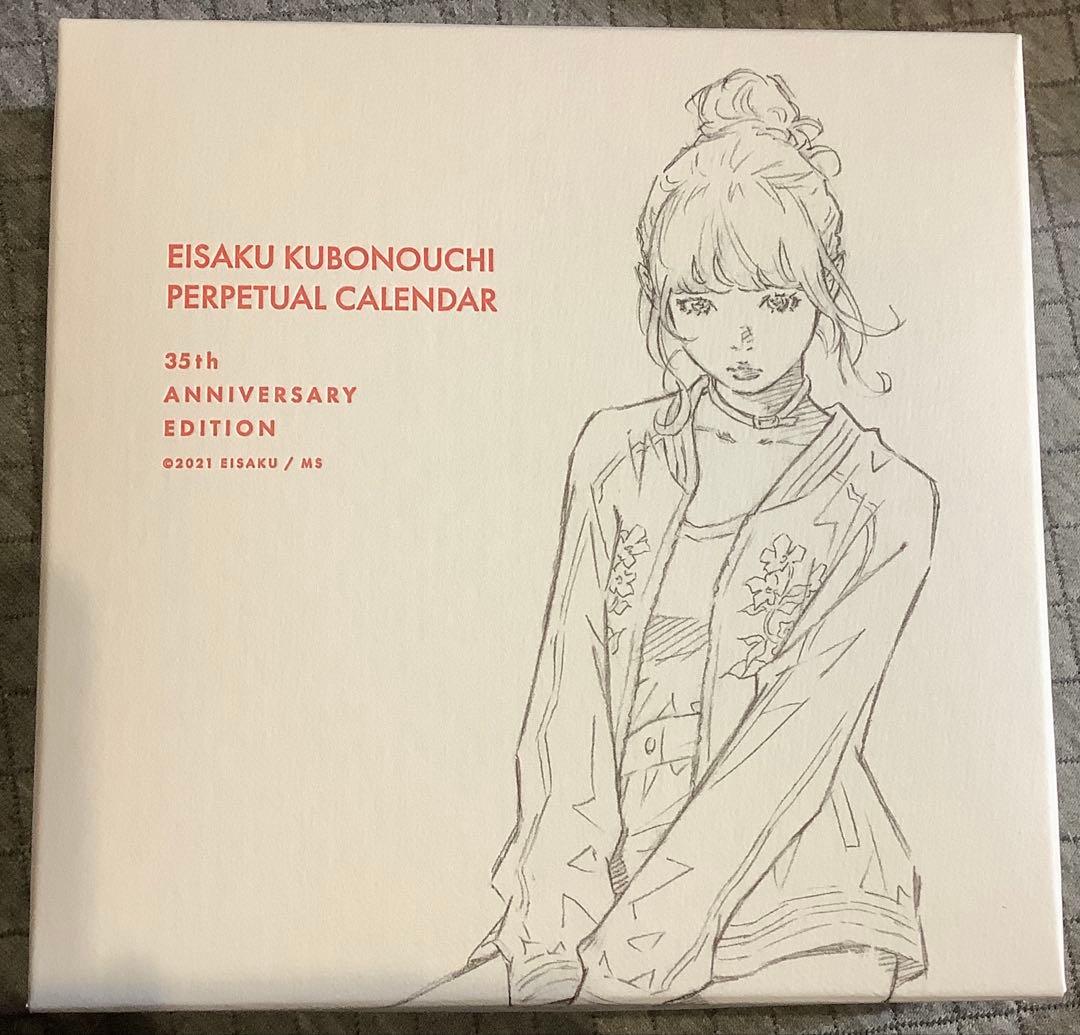 EISAKU KUBONOUCHI
PERPETUAL CALENDAR
35th
ANNIVERSARY
EDITION
©2021 EISAKU / MS